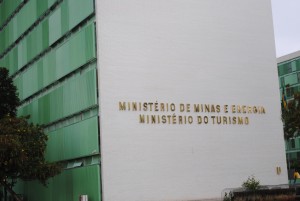 MINISTÉRIO DE MINAS E ENERGIA
MINISTÉRIO DO TURISMO